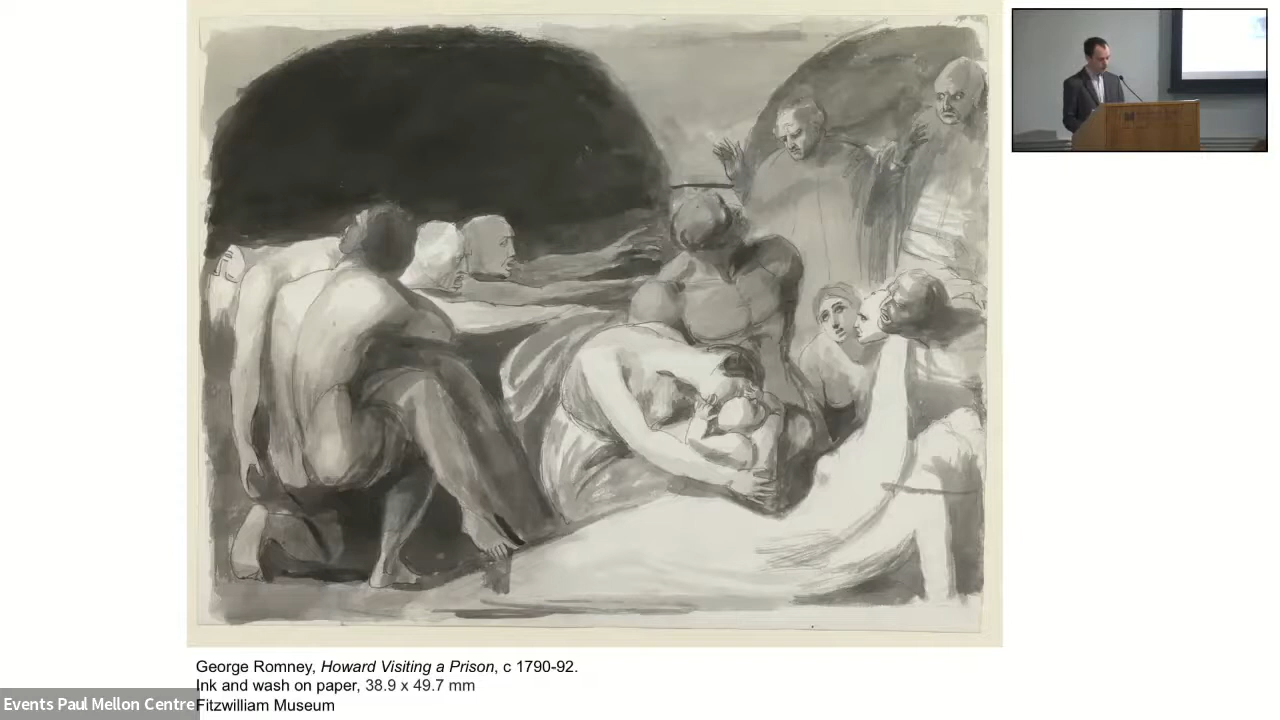 George Romney, Howard Visiting a Prison, c 1790-92.
Ink and wash on paper, 38.9 x 49.7 mm
Fitzwilliam Museum
Events Paul Mellon Centre